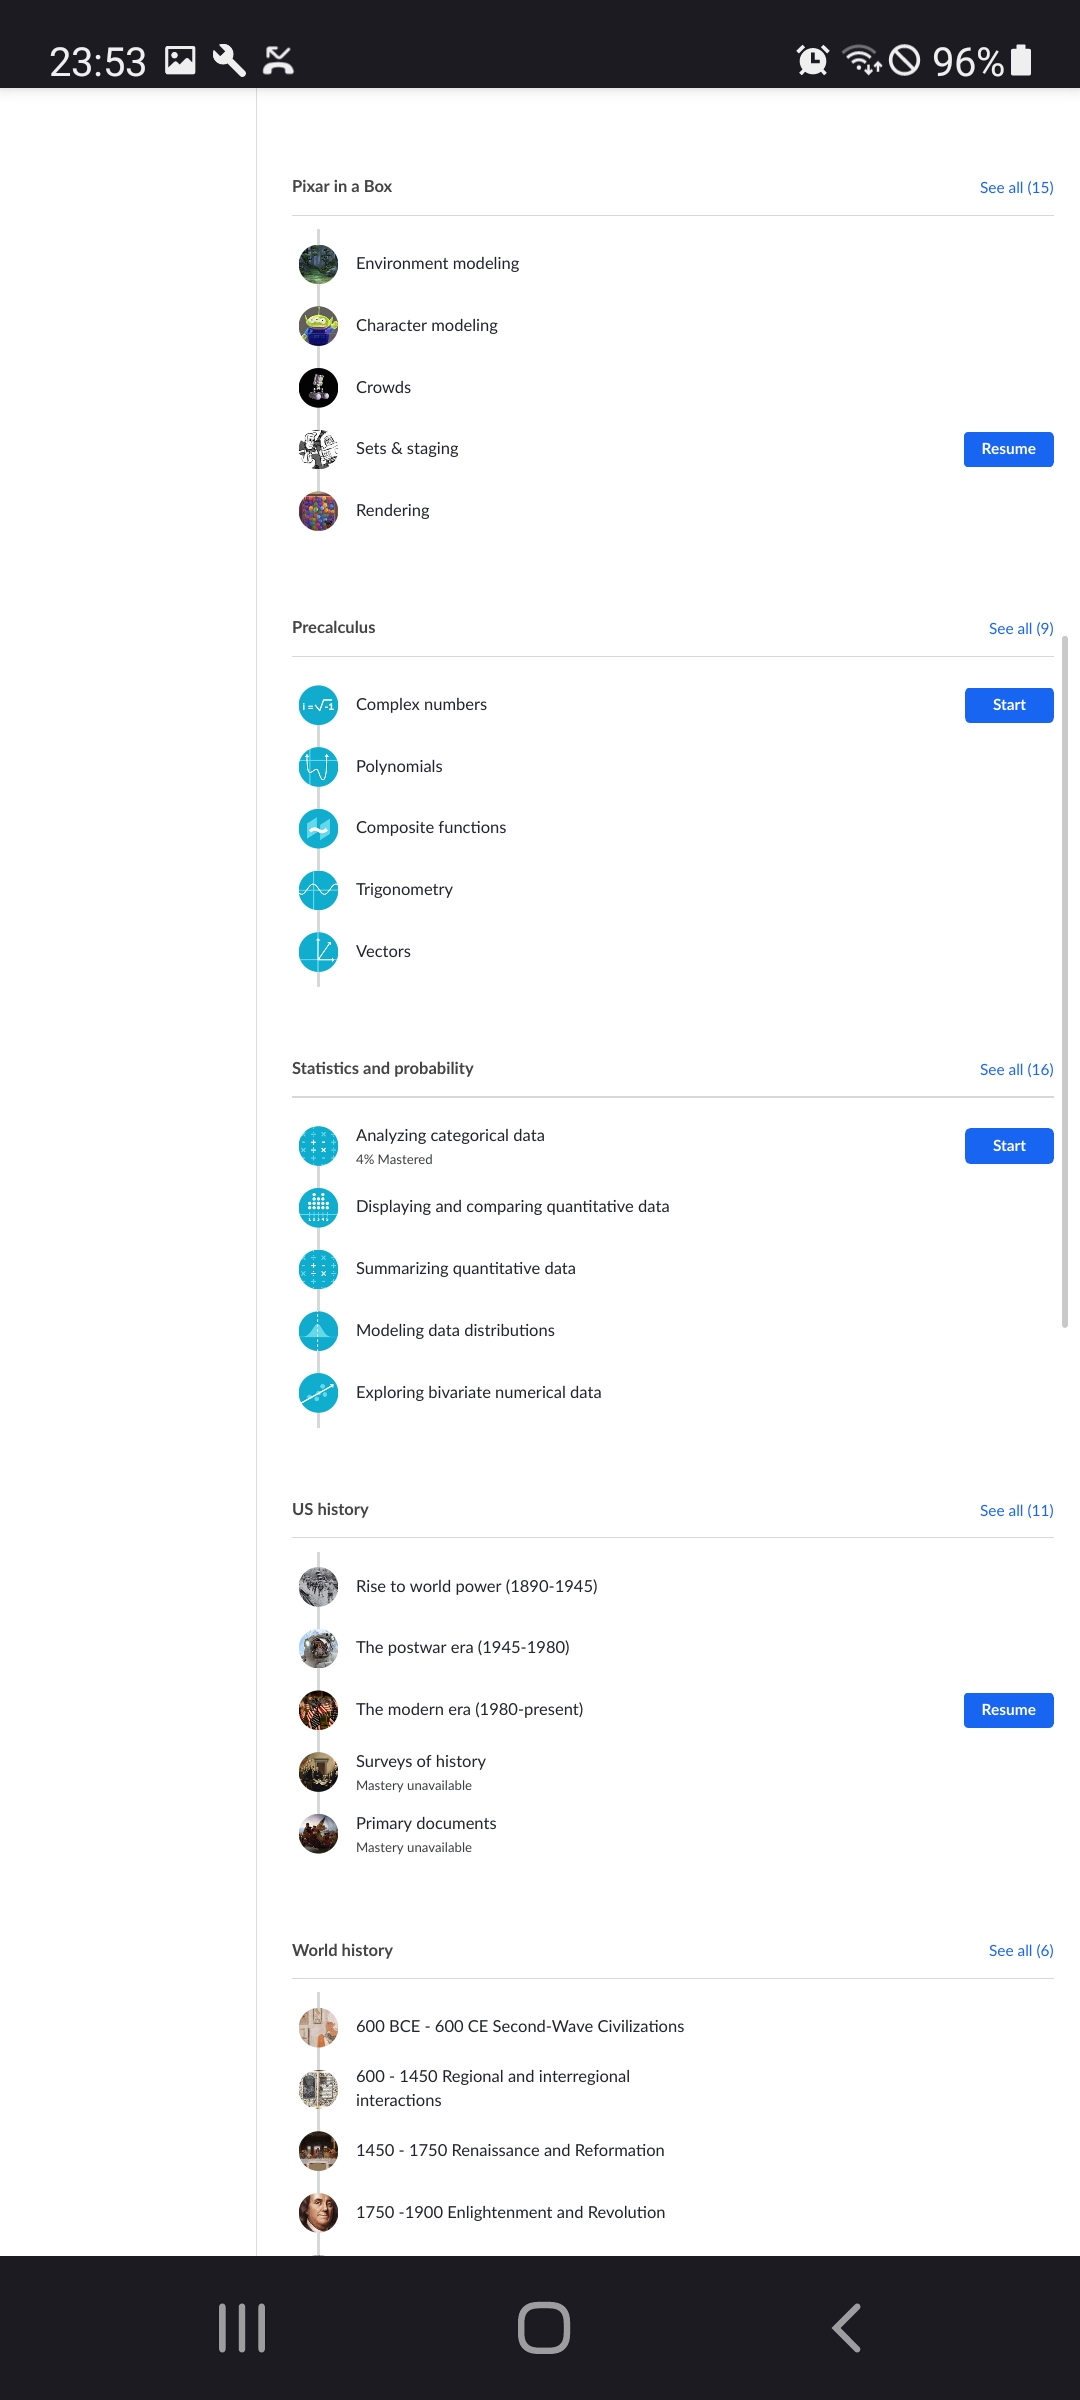 23:53
96%
Pixar in a Box
See all (15)
Environment modeling
Character modeling
Crowds
Sets & staging
Resume
Rendering
Precalculus
See all (9)
i = √-1
Complex numbers
Start
Polynomials
Composite functions
Trigonometry
Vectors
Statistics and probability
See all (16)
Analyzing categorical data
4% Mastered
Start
Displaying and comparing quantitative data
Summarizing quantitative data
Modeling data distributions
Exploring bivariate numerical data
US history
See all (11)
Rise to world power (1890-1945)
The postwar era (1945-1980)
The modern era (1980-present)
Resume
Surveys of history
Mastery unavailable
Primary documents
Mastery unavailable
World history
See all (6)
600 BCE - 600 CE Second-Wave Civilizations
600 - 1450 Regional and interregional
interactions
1450 - 1750 Renaissance and Reformation
1750 -1900 Enlightenment and Revolution